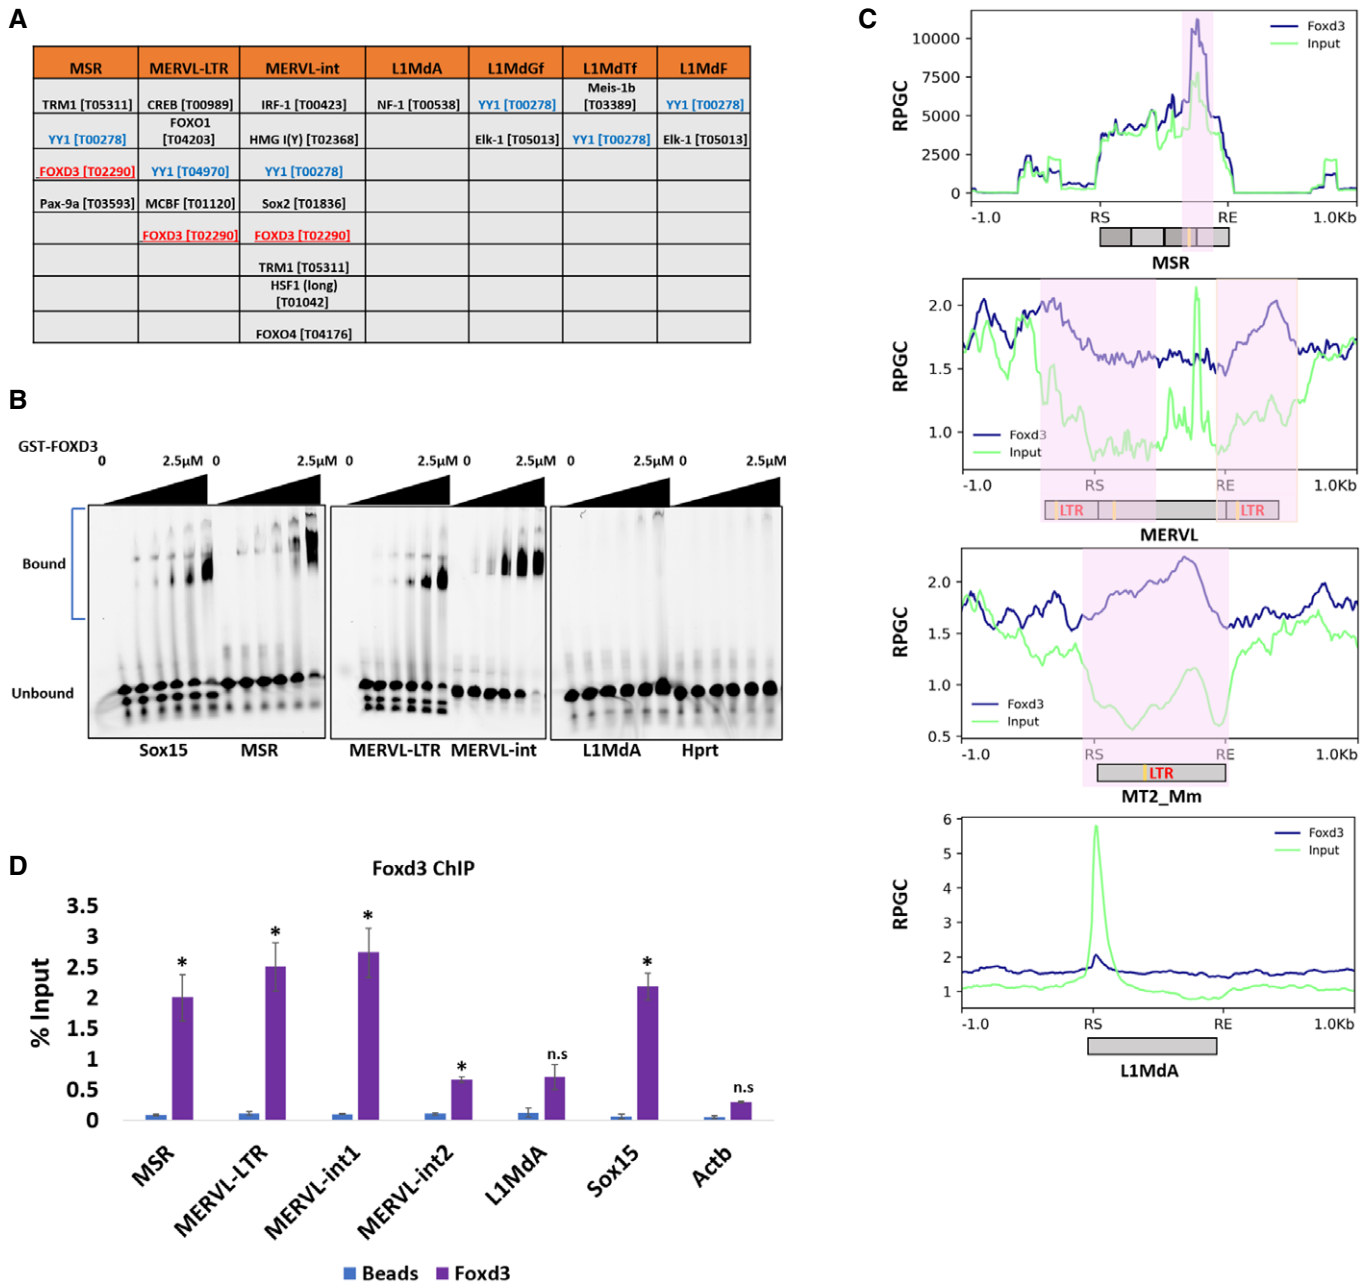 A
MSR MERVL-LTR MERVL-int L1MdA L1MdGf L1MdTf L1MdF
TRM1 [T05311] CREB [T00989] IRF-1 [T00423] NF-1 [T00538] YY1 [T00278] Meis-1b [T03389] YY1 [T00278]
YY1 [T00278] FOXO1 [T04203] HMG I(Y) [T02368] Elk-1 [T05013] YY1 [T00278] Elk-1 [T05013]
FOXD3 [T02290] YY1 [T04970] YY1 [T00278]
Pax-9a [T03593] MCBF [T01120] Sox2 [T01836]
FOXD3 [T02290] FOXD3 [T02290]
TRM1 [T05311]
HSF1 (long) [T01042]
FOXO4 [T04176]
B
GST-FOXD3
0 2.5µM 0 2.5µM 0 2.5µM 0 2.5µM 0 2.5µM 0 2.5µM
Bound
Unbound
Sox15 MSR MERVL-LTR MERVL-int L1MdA Hprt
C
RPGC
10000
7500
5000
2500
0
Foxd3
Input
-1.0 RS RE 1.0Kb
MSR
RPGC
2.0
1.5
1.0
Foxd3
Input
-1.0 RS RE 1.0Kb
LTR LTR
MERVL
RPGC
2.0
1.5
1.0
0.5
Foxd3
Input
-1.0 RS RE 1.0Kb
LTR
MT2_Mm
RPGC
6
5
4
3
2
1
Foxd3
Input
-1.0 RS RE 1.0Kb
L1MdA
D
Foxd3 ChIP
% Input
3.5
3
2.5
2
1.5
1
0.5
0
* * * * n.s * n.s
MSR MERVL-LTR MERVL-int1 MERVL-int2 L1MdA Sox15 Actb
Beads Foxd3